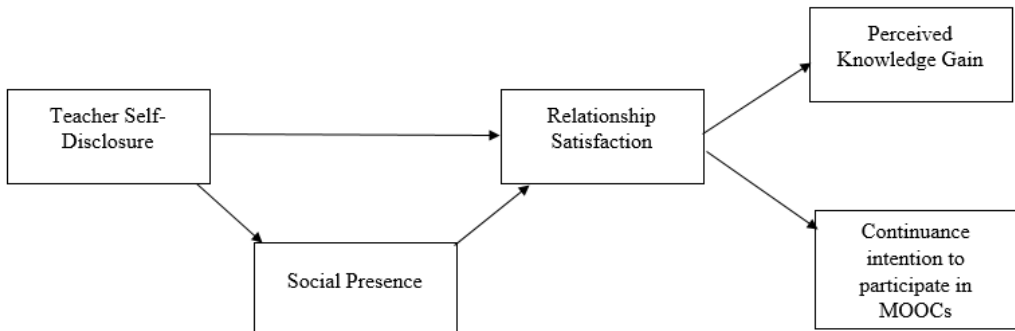 Perceived
Knowledge Gain
Teacher Self-
Disclosure
Relationship
Satisfaction
Social Presence
Continuance
intention to
participate in
MOOCs